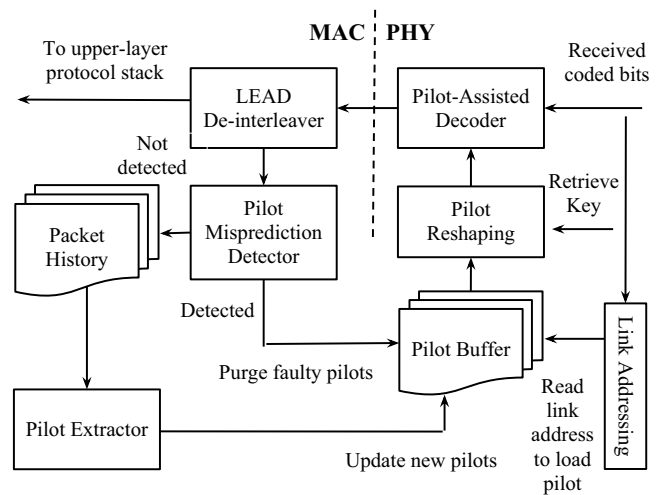 MAC PHY
To upper-layer
protocol stack
LEAD
De-interleaver
Pilot-Assisted
Decoder
Received
coded bits
Not
detected
Packet
History
Pilot
Misprediction
Detector
Pilot
Reshaping
Retrieve
Key
Detected
Purge faulty pilots
Pilot Buffer
Link Addressing
Read
link
address
to load
pilot
Pilot Extractor
Update new pilots